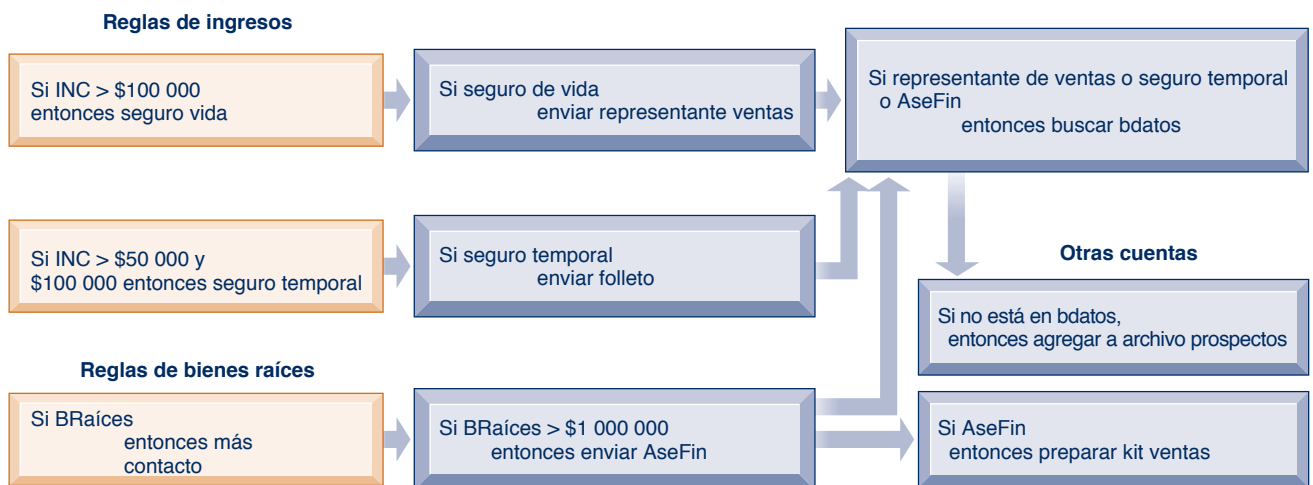 Reglas de ingresos
Si INC > $100 000
entonces seguro vida
Si seguro de vida
enviar representante ventas
Si representante de ventas o seguro temporal
o AseFin
entonces buscar bdatos
Si INC > $50 000 y
$100 000 entonces seguro temporal
Si seguro temporal
enviar folleto
Otras cuentas
Si no está en bdatos,
entonces agregar a archivo prospectos
Reglas de bienes raíces
Si BRaíces
entonces más
contacto
Si BRaíces > $1 000 000
entonces enviar AseFin
Si AseFin
entonces preparar kit ventas